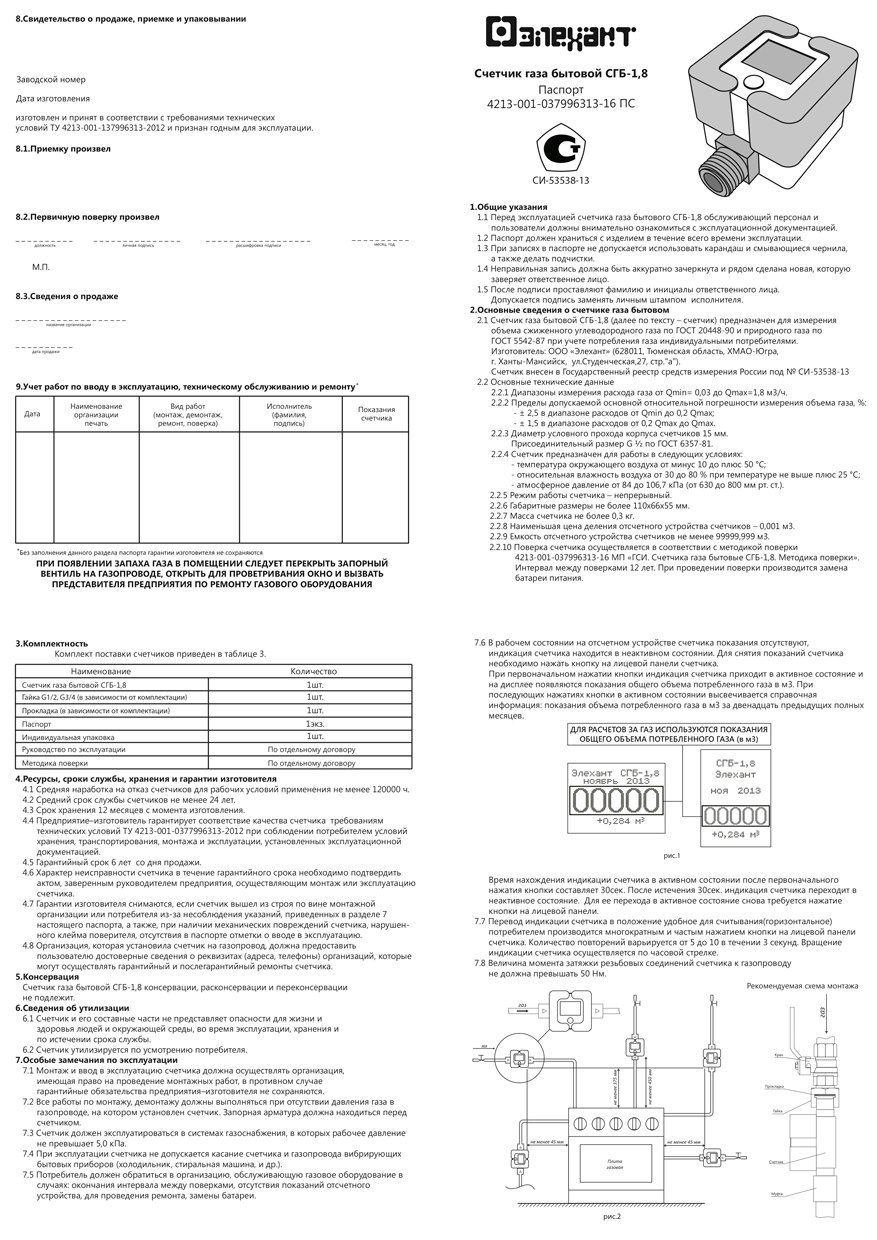 8.Свидетельство о продаже, приемке и упаковывании
Заводской номер
Дата изготовления
изготовлен и принят в соответствии с требованиями технических
условий ТУ 4213-001-137996313-2012 и признан годным для эксплуатации.
8.1.Приемку произвел
8.2.Первичную поверку произвел
должность личная подпись расшифровка подписи месяц, год
М.П.
8.3.Сведения о продаже
название организации
дата продажи
9.Учет работ по вводу в эксплуатацию, техническому обслуживанию и ремонту*
Дата
Наименование
организации
печать
Вид работ
(монтаж, демонтаж,
ремонт, поверка)
Исполнитель
(фамилия,
подпись)
Показания
счетчика
*Без заполнения данного раздела паспорта гарантии изготовителя не сохраняются
ПРИ ПОЯВЛЕНИИ ЗАПАХА ГАЗА В ПОМЕЩЕНИИ СЛЕДУЕТ ПЕРЕКРЫТЬ ЗАПОРНЫЙ
ВЕНТИЛЬ НА ГАЗОПРОВОДЕ, ОТКРЫТЬ ДЛЯ ПРОВЕТРИВАНИЯ ОКНО И ВЫЗВАТЬ
ПРЕДСТАВИТЕЛЯ ПРЕДПРИЯТИЯ ПО РЕМОНТУ ГАЗОВОГО ОБОРУДОВАНИЯ
элехант
Счетчик газа бытовой СГБ-1,8
Паспорт
4213-001-037996313-16 ПС
СИ-53538-13
1.Общие указания
1.1 Перед эксплуатацией счетчика газа бытового СГБ-1,8 обслуживающий персонал и
пользователи должны внимательно ознакомиться с эксплуатационной документацией.
1.2 Паспорт должен храниться с изделием в течение всего времени эксплуатации.
1.3 При записях в паспорте не допускается использовать карандаш и смывающиеся чернила,
а также делать подчистки.
1.4 Неправильная запись должна быть аккуратно зачеркнута и рядом сделана новая, которую
заверяет ответственное лицо.
1.5 После подписи проставляют фамилию и инициалы ответственного лица.
Допускается подпись заменять личным штампом исполнителя.
2.Основные сведения о счетчике газа бытовом
2.1 Счетчик газа бытовой СГБ-1,8 (далее по тексту – счетчик) предназначен для измерения
объема сжиженного углеводородного газа по ГОСТ 20448-90 и природного газа по
ГОСТ 5542-87 при учете потребления газа индивидуальными потребителями.
Изготовитель: ООО «Элехант» (628011, Тюменская область, ХМАО-Югра,
г. Ханты-Мансийск, ул.Студенческая,27, стр."а").
Счетчик внесен в Государственный реестр средств измерения России под № СИ-53538-13
2.2 Основные технические данные
2.2.1 Диапазоны измерения расхода газа от Qmin= 0,03 до Qmax=1,8 м3/ч.
2.2.2 Пределы допускаемой основной относительной погрешности измерения объема газа, %:
- ± 2,5 в диапазоне расходов от Qmin до 0,2 Qmax;
- ± 1,5 в диапазоне расходов от 0,2 Qmax до Qmax.
2.2.3 Диаметр условного прохода корпуса счетчиков 15 мм.
Присоединительный размер G ½ по ГОСТ 6357-81.
2.2.4 Счетчик предназначен для работы в следующих условиях:
- температура окружающего воздуха от минус 10 до плюс 50 °С;
- относительная влажность воздуха от 30 до 80 % при температуре не выше плюс 25 °С;
- атмосферное давление от 84 до 106,7 кПа (от 630 до 800 мм рт. ст.).
2.2.5 Режим работы счетчика – непрерывный.
2.2.6 Габаритные размеры не более 110х66х55 мм.
2.2.7 Масса счетчика не более 0,3 кг.
2.2.8 Наименьшая цена деления отсчетного устройства счетчиков – 0,001 м3.
2.2.9 Емкость отсчетного устройства счетчиков не менее 99999,999 м3.
2.2.10 Поверка счетчика осуществляется в соответствии с методикой поверки
4213-001-037996313-16 МП «ГСИ. Счетчики газа бытовые СГБ-1,8. Методика поверки».
Интервал между поверками 12 лет. При проведении поверки производится замена
батареи питания.
3.Комплектность
Комплект поставки счетчиков приведен в таблице 3.
Наименование Количество
Счетчик газа бытовой СГБ-1,8 1шт.
Гайка G1/2, G3/4 (в зависимости от комплектации) 1шт.
Прокладка (в зависимости от комплектации) 1шт.
Паспорт 1экз.
Индивидуальная упаковка 1шт.
Руководство по эксплуатации По отдельному договору
Методика поверки По отдельному договору
4.Ресурсы, сроки службы, хранения и гарантии изготовителя
4.1 Средняя наработка на отказ счетчиков для рабочих условий применения не менее 120000 ч.
4.2 Средний срок службы счетчиков не менее 24 лет.
4.3 Срок хранения 12 месяцев с момента изготовления.
4.4 Предприятие–изготовитель гарантирует соответствие качества счетчика требованиям
технических условий ТУ 4213-001-0377996313-2012 при соблюдении потребителем условий
хранения, транспортирования, монтажа и эксплуатации, установленных эксплуатационной
документацией.
4.5 Гарантийный срок 6 лет со дня продажи.
4.6 Характер неисправности счетчика в течение гарантийного срока необходимо подтвердить
актом, заверенным руководителем предприятия, осуществляющим монтаж или эксплуатацию
счетчика.
4.7 Гарантии изготовителя снимаются, если счетчик вышел из строя по вине монтажной
организации или потребителя из-за несоблюдения указаний, приведенных в разделе 7
настоящего паспорта, а также, при наличии механических повреждений счетчика, нарушен-
ного клейма поверителя, отсутствия в паспорте отметки о вводе в эксплуатацию.
4.8 Организация, которая установила счетчик на газопровод, должна предоставить
пользователю достоверные сведения о реквизитах (адреса, телефоны) организаций, которые
могут осуществлять гарантийный и послегарантийный ремонты счетчика.
5.Консервация
Счетчик газа бытовой СГБ-1,8 консервации, расконсервации и переконсервации
не подлежит.
6.Сведения об утилизации
6.1 Счетчик и его составные части не представляет опасности для жизни и
здоровья людей и окружающей среды, во время эксплуатации, хранения и
по истечении срока службы.
6.2 Счетчик утилизируется по усмотрению потребителя.
7.Особые замечания по эксплуатации
7.1 Монтаж и ввод в эксплуатацию счетчика должна осуществлять организация,
имеющая право на проведение монтажных работ, в противном случае
гарантийные обязательства предприятия–изготовителя не сохраняются.
7.2 Все работы по монтажу, демонтажу должны выполняться при отсутствии давления газа в
газопроводе, на котором установлен счетчик. Запорная арматура должна находиться перед
счетчиком.
7.3 Счетчик должен эксплуатироваться в системах газоснабжения, в которых рабочее давление
не превышает 5,0 кПа.
7.4 При эксплуатации счетчика не допускается касание счетчика и газопровода вибрирующих
бытовых приборов (холодильник, стиральная машина, и др.).
7.5 Потребитель должен обратиться в организацию, обслуживающую газовое оборудование в
случаях: окончания интервала между поверками, отсутствия показаний отсчетного
устройства, для проведения ремонта, замены батареи.
7.6 В рабочем состоянии на отсчетном устройстве счетчика показания отсутствуют,
индикация счетчика находится в неактивном состоянии. Для снятия показаний счетчика
необходимо нажать кнопку на лицевой панели счетчика.
При первоначальном нажатии кнопки индикация счетчика приходит в активное состояние и
на дисплее появляются показания общего объема потребленного газа в м3. При
последующих нажатиях кнопки в активном состоянии высвечивается справочная
информация: показания объема потребленного газа в м3 за двенадцать предыдущих полных
месяцев.
ДЛЯ РАСЧЕТОВ ЗА ГАЗ ИСПОЛЬЗУЮТСЯ ПОКАЗАНИЯ
ОБЩЕГО ОБЪЕМА ПОТРЕБЛЕННОГО ГАЗА (в м3)
Элехант СГБ-1,8
ноябрь 2013
00000
+0,284 м³
СГБ-1,8
Элехант
ноя 2013
00000
+0,284 м³
рис.1
Время нахождения индикации счетчика в активном состоянии после первоначального
нажатия кнопки составляет 30сек. После истечения 30сек. индикация счетчика переходит в
неактивное состояние. Для ее перехода в активное состояние снова требуется нажатие
кнопки на лицевой панели.
7.7 Перевод индикации счетчика в положение удобное для считывания(горизонтальное)
потребителем производится многократным и частым нажатием кнопки на лицевой панели
счетчика. Количество повторений варьируется от 5 до 10 в течении 3 секунд. Вращение
индикации счетчика осуществляется по часовой стрелке.
7.8 Величина момента затяжки резьбовых соединений счетчика к газопроводу
не должна превышать 50 Нм.
Рекомендуемая схема монтажа
газ
газ
газ
не менее 375 мм
не менее 450 мм
не менее 45 мм
не менее 45 мм
Плита
газовая
Кран
Прокладка
Гайка
Счетчик
Муфта
рис.2